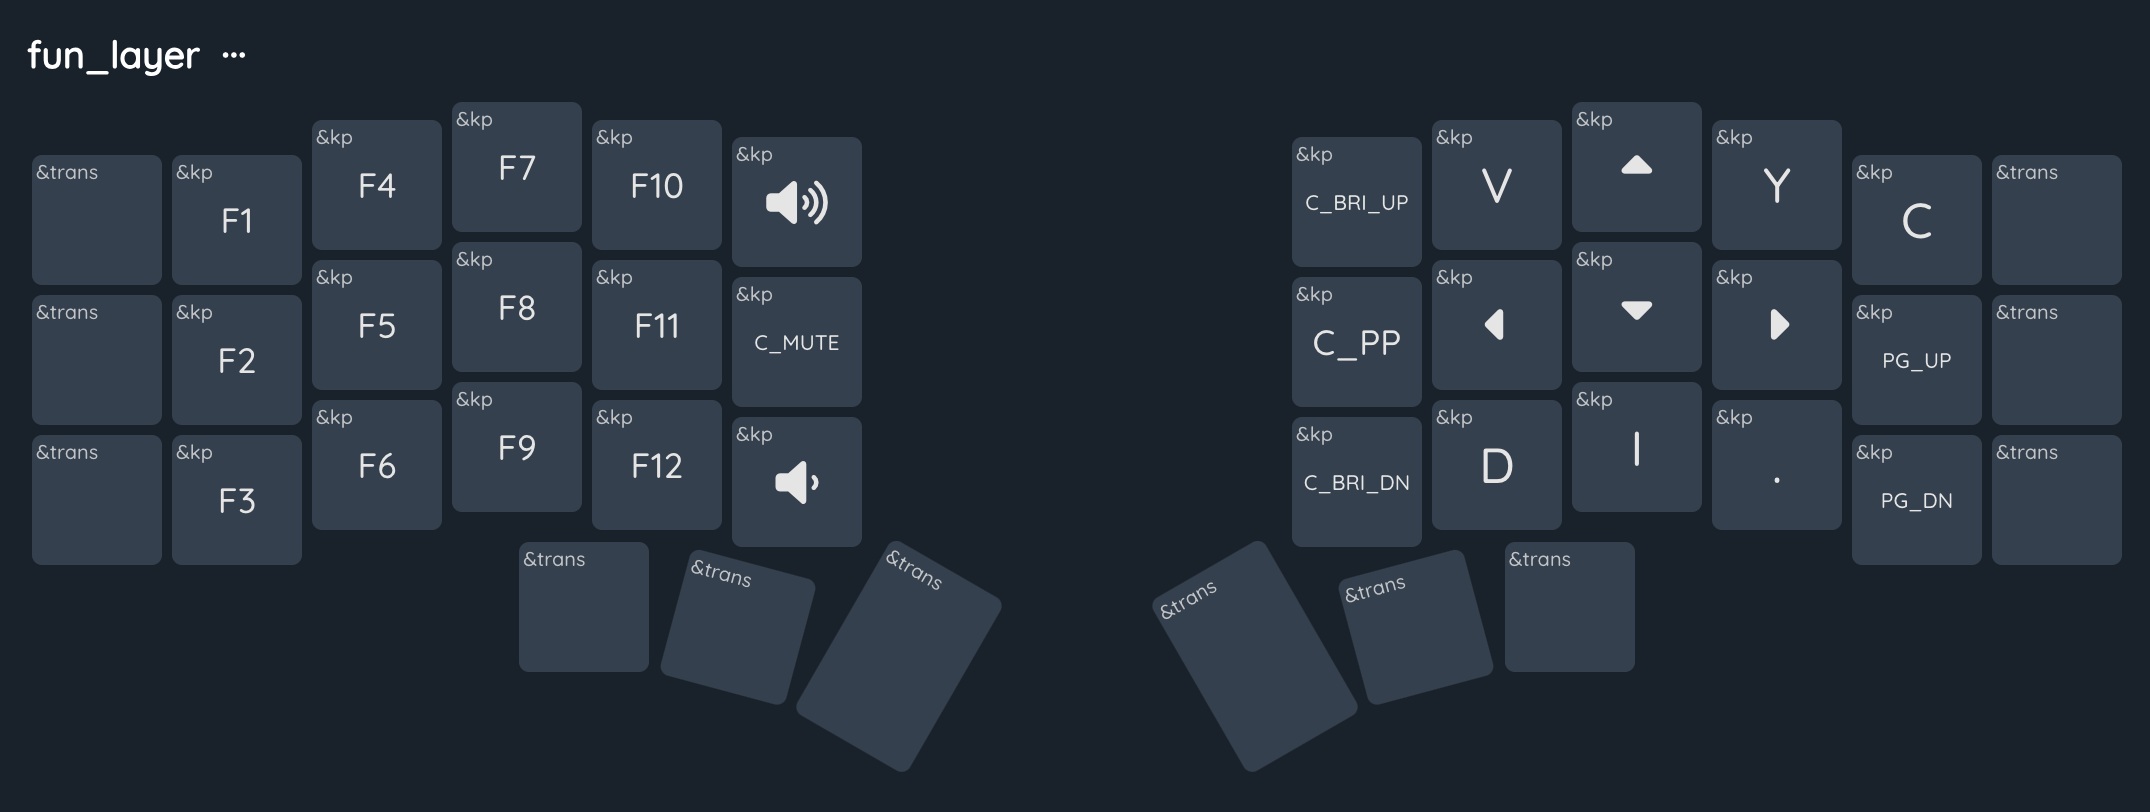 fun_layer ...
&trans
&kp
F1
&kp
F4
&kp
F7
&kp
F10
&kp
&kp
C_BRI_UP
&kp
V
&kp
&kp
Y
&kp
C
&trans
&trans
&kp
F2
&kp
F5
&kp
F8
&kp
F11
&kp
C_MUTE
&kp
C_PP
&kp
&kp
&kp
&kp
PG_UP
&trans
&trans
&kp
F3
&kp
F6
&kp
F9
&kp
F12
&kp
&kp
C_BRI_DN
&kp
D
&kp
I
&kp
.
&kp
PG_DN
&trans
&trans
&trans
&trans
&trans
&trans
&trans